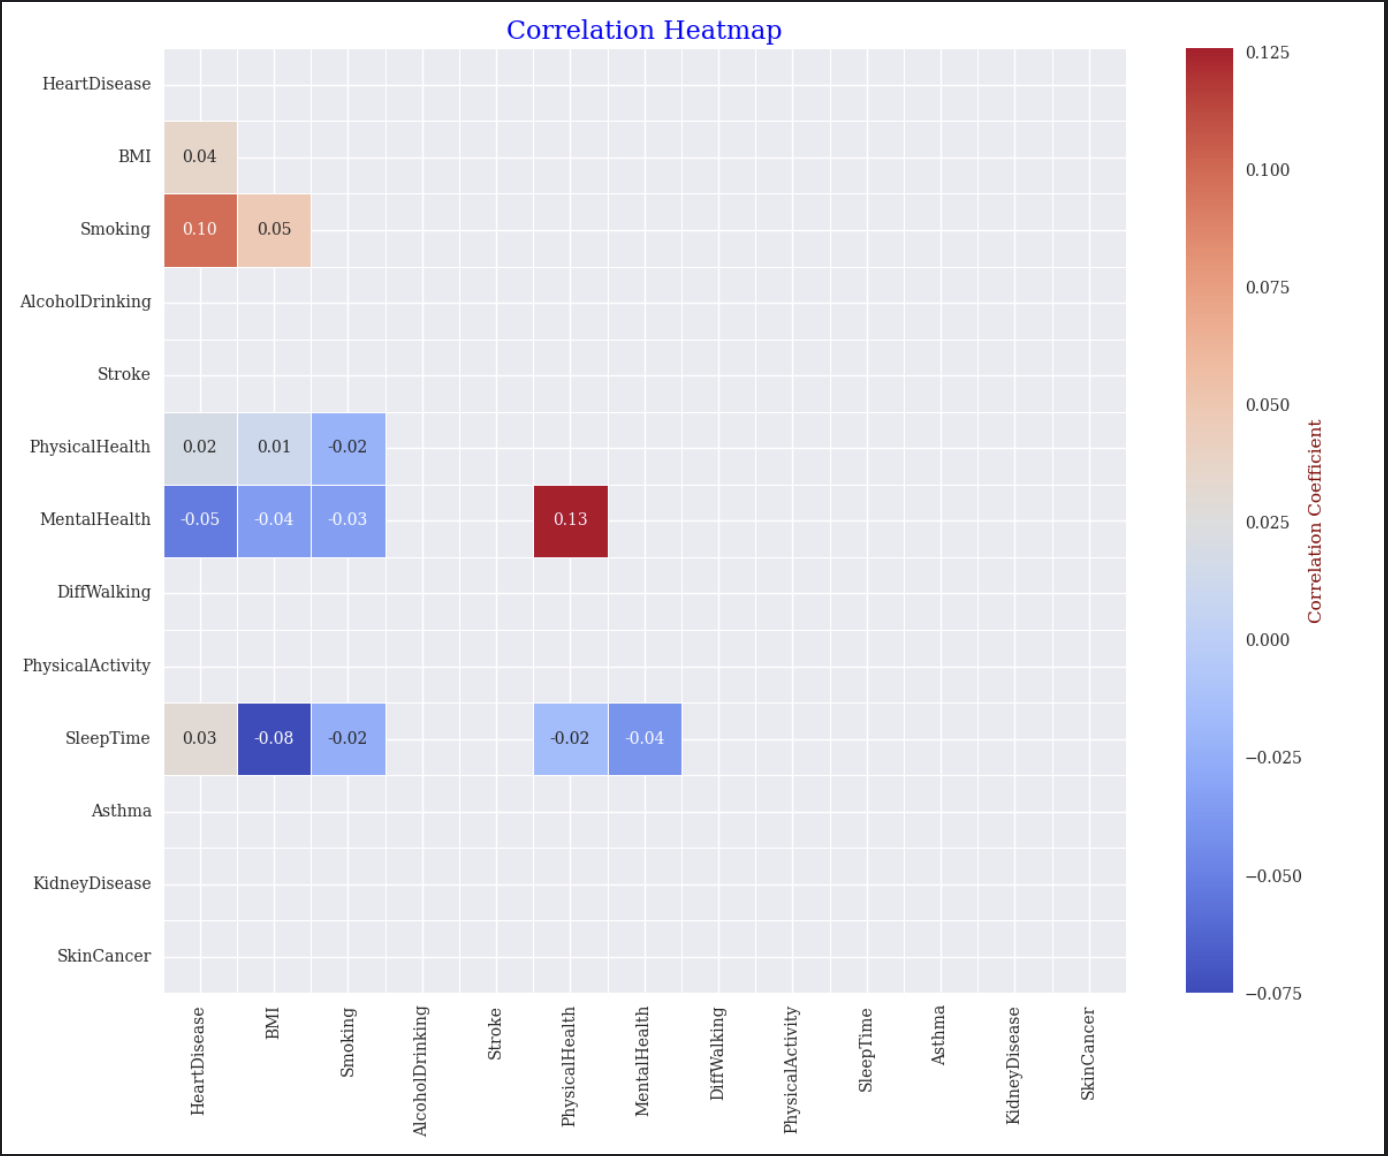 Correlation Heatmap
HeartDisease
BMI 0.04
Smoking 0.10 0.05
AlcoholDrinking
Stroke
PhysicalHealth 0.02 0.01 -0.02
MentalHealth -0.05 -0.04 -0.03 0.13
DiffWalking
PhysicalActivity
SleepTime 0.03 -0.08 -0.02 -0.02 -0.04
Asthma
KidneyDisease
SkinCancer
HeartDisease
BMI
Smoking
AlcoholDrinking
Stroke
PhysicalHealth
MentalHealth
DiffWalking
PhysicalActivity
SleepTime
Asthma
KidneyDisease
SkinCancer
0.125
0.100
0.075
0.050
0.025
0.000
−0.025
−0.050
−0.075
Correlation Coefficient